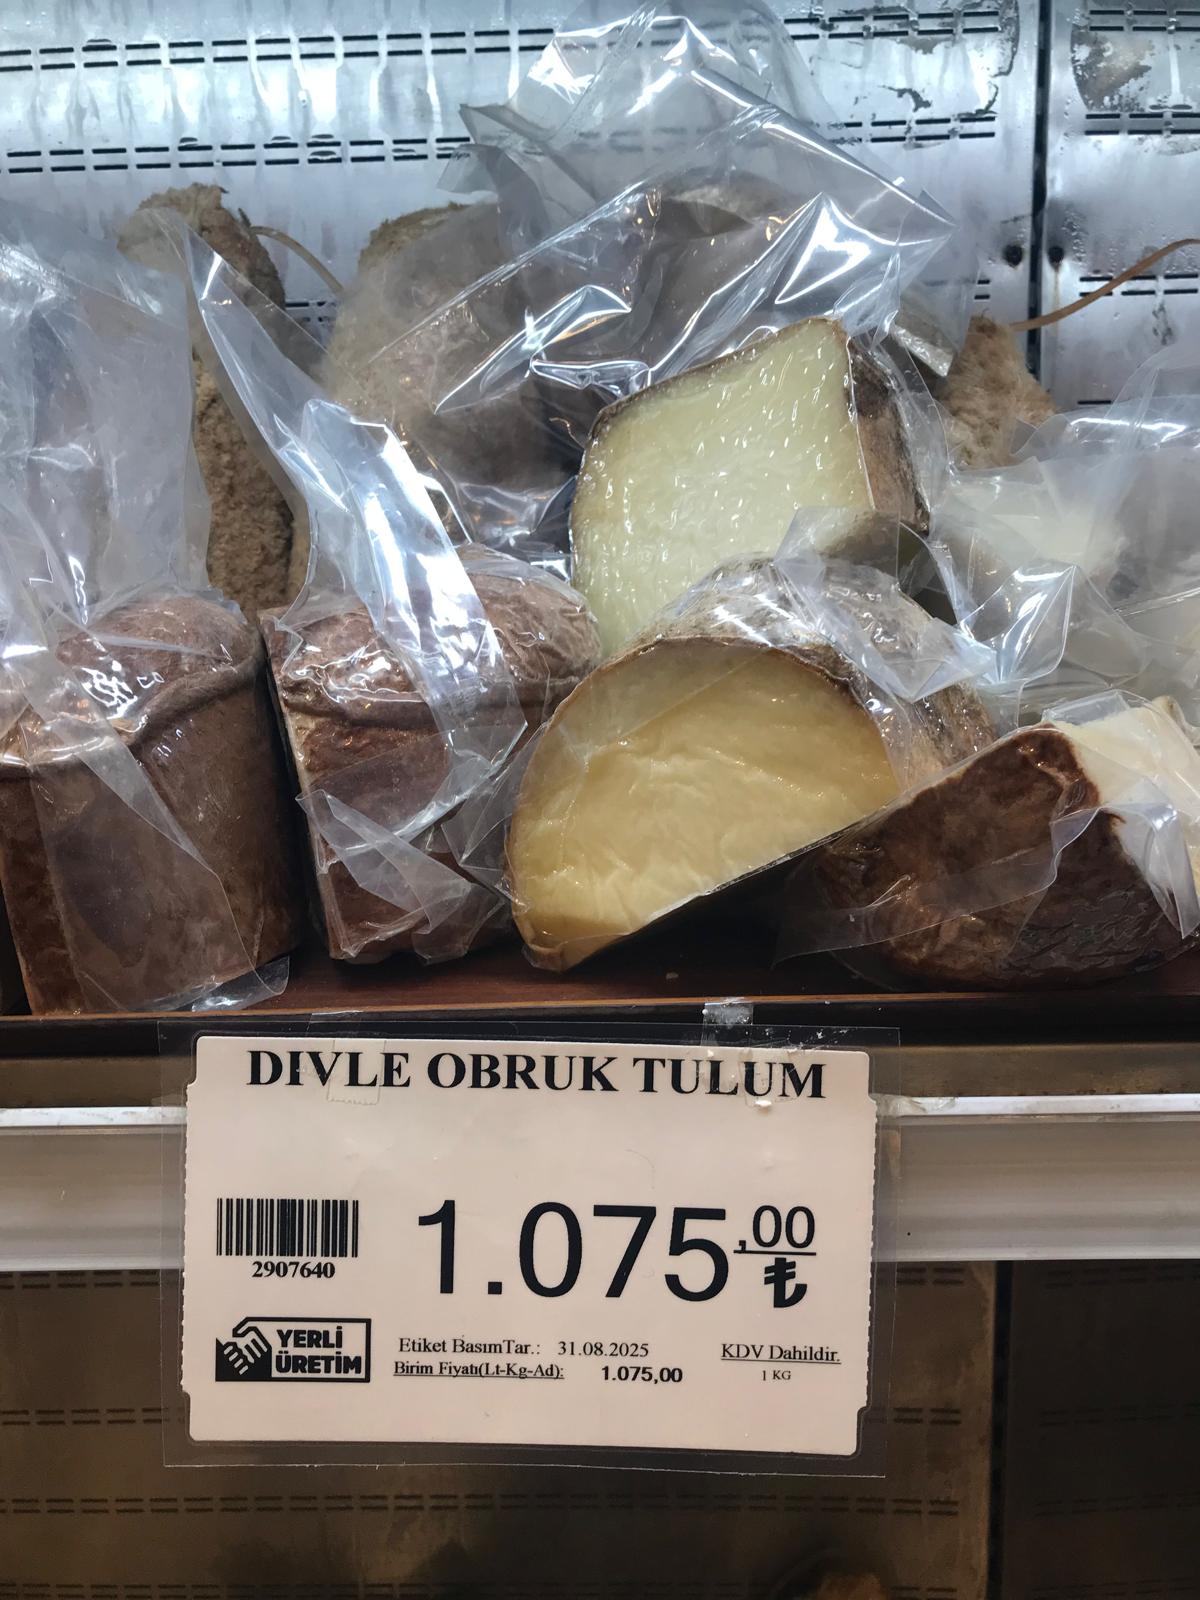 DIVLE OBRUK TULUM
1.075,00
₺
2907640
YERLİ
ÜRETİM
Etiket BasımTar.: 31.08.2025
KDV Dahildir.
Birim Fiyatı(Lt-Kg-Ad): 1.075,00
1 KG